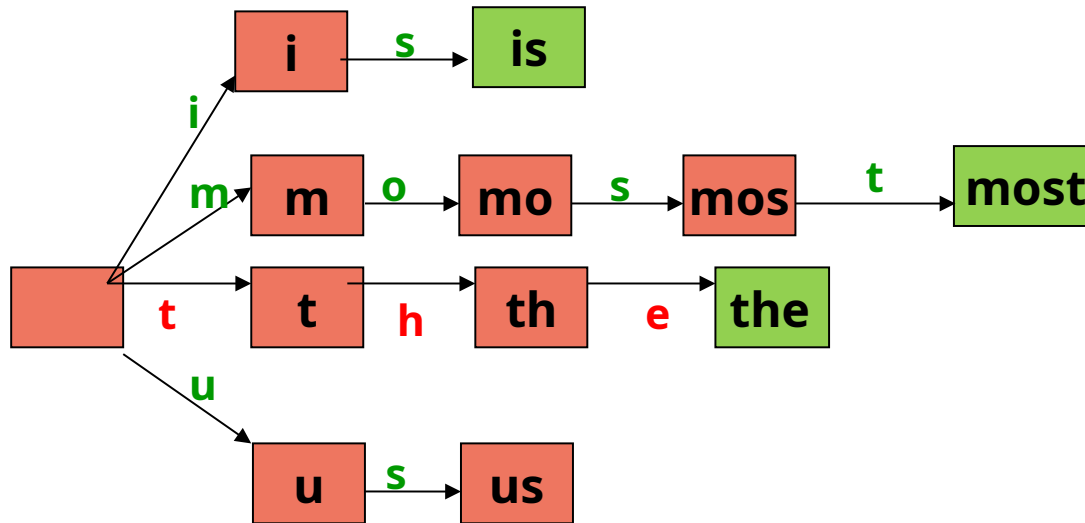 i s is
i
m m o mo s mos t most
t t h th e the
u
u s us